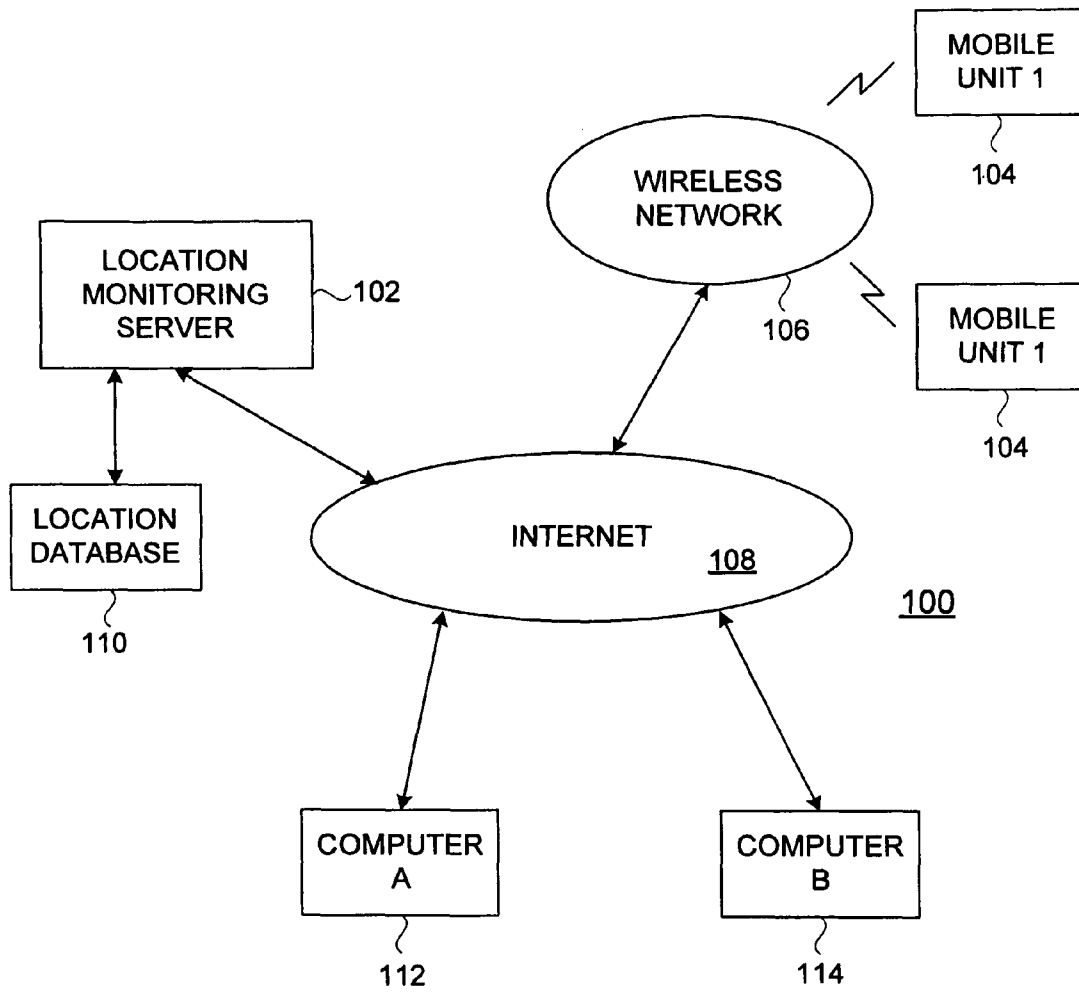 MOBILE
UNIT 1
104
WIRELESS
NETWORK
106
LOCATION
MONITORING
SERVER
102
MOBILE
UNIT 1
104
LOCATION
DATABASE
110
INTERNET
108
100
COMPUTER
A
112
COMPUTER
B
114